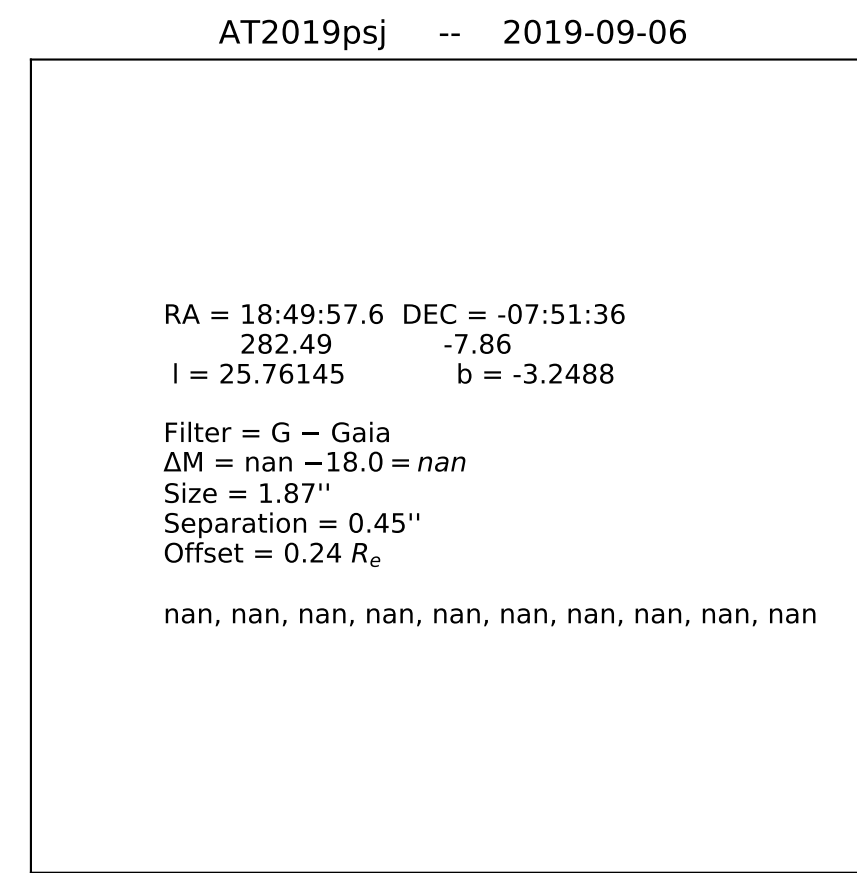 AT2019psj -- 2019-09-06
RA = 18:49:57.6 DEC = -07:51:36
282.49 -7.86
l = 25.76145 b = -3.2488
Filter = G − Gaia
ΔM = nan −18.0 = nan
Size = 1.87''
Separation = 0.45''
Offset = 0.24 Rₑ
nan, nan, nan, nan, nan, nan, nan, nan, nan, nan